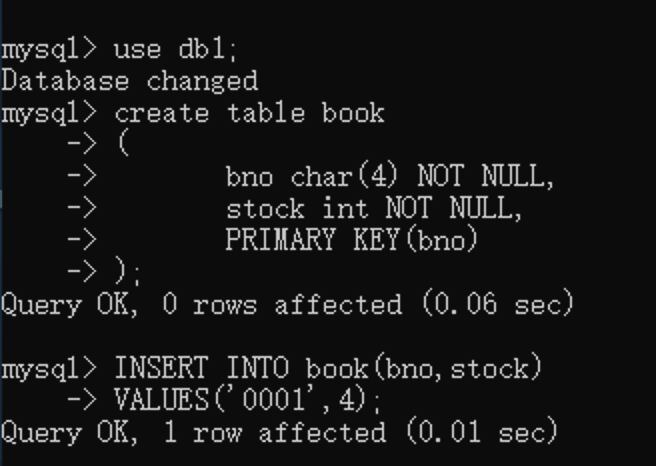 mysql> use db1;
Database changed
mysql> create table book
    -> (
    ->         bno char(4) NOT NULL,
    ->         stock int NOT NULL,
    ->         PRIMARY KEY(bno)
    -> );
Query OK, 0 rows affected (0.06 sec)
mysql> INSERT INTO book(bno,stock)
    -> VALUES('0001',4);
Query OK, 1 row affected (0.01 sec)